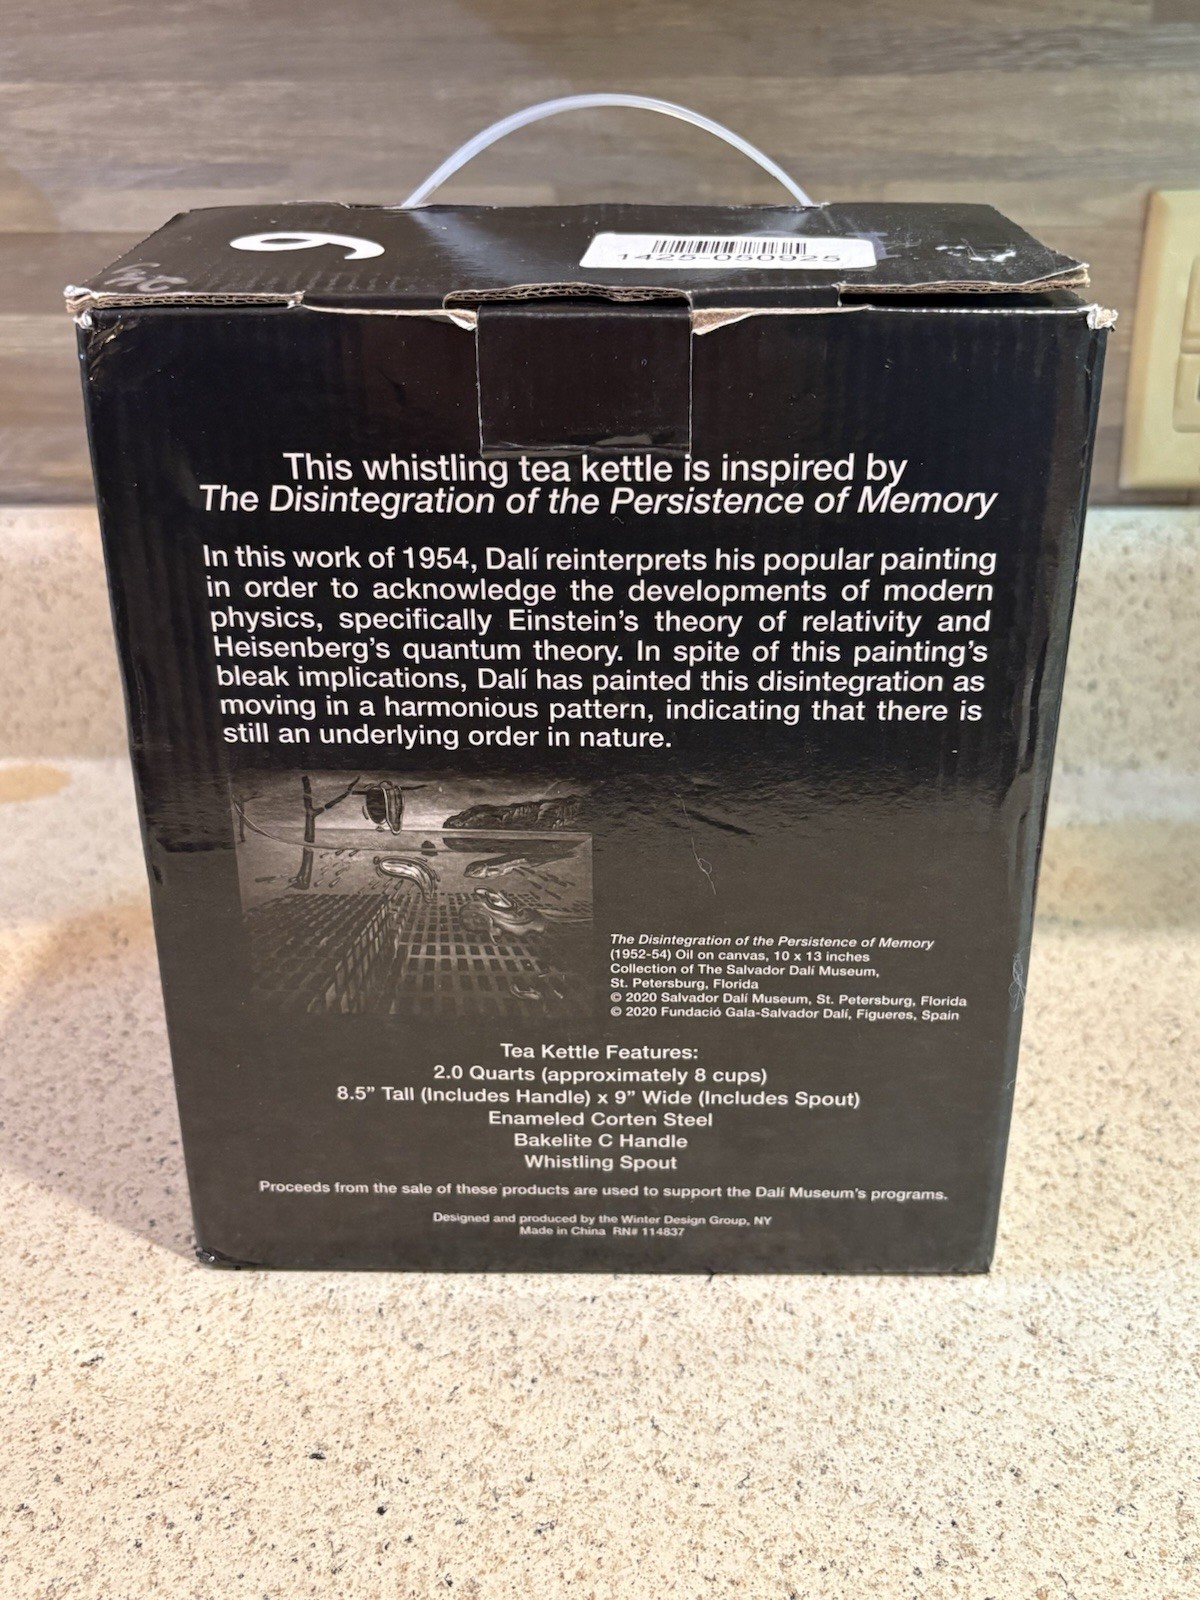 1425-050925
This whistling tea kettle is inspired by
The Disintegration of the Persistence of Memory
In this work of 1954, Dalí reinterprets his popular painting
in order to acknowledge the developments of modern
physics, specifically Einstein's theory of relativity and
Heisenberg's quantum theory. In spite of this painting's
bleak implications, Dalí has painted this disintegration as
moving in a harmonious pattern, indicating that there is
still an underlying order in nature.
The Disintegration of the Persistence of Memory
(1952-54) Oil on canvas, 10 x 13 inches
Collection of The Salvador Dalí Museum,
St. Petersburg, Florida
© 2020 Salvador Dalí Museum, St. Petersburg, Florida
© 2020 Fundació Gala-Salvador Dalí, Figueres, Spain
Tea Kettle Features:
2.0 Quarts (approximately 8 cups)
8.5” Tall (Includes Handle) x 9” Wide (Includes Spout)
Enameled Corten Steel
Bakelite C Handle
Whistling Spout
Proceeds from the sale of these products are used to support the Dalí Museum's programs.
Designed and produced by the Winter Design Group, NY
Made in China RN# 114837